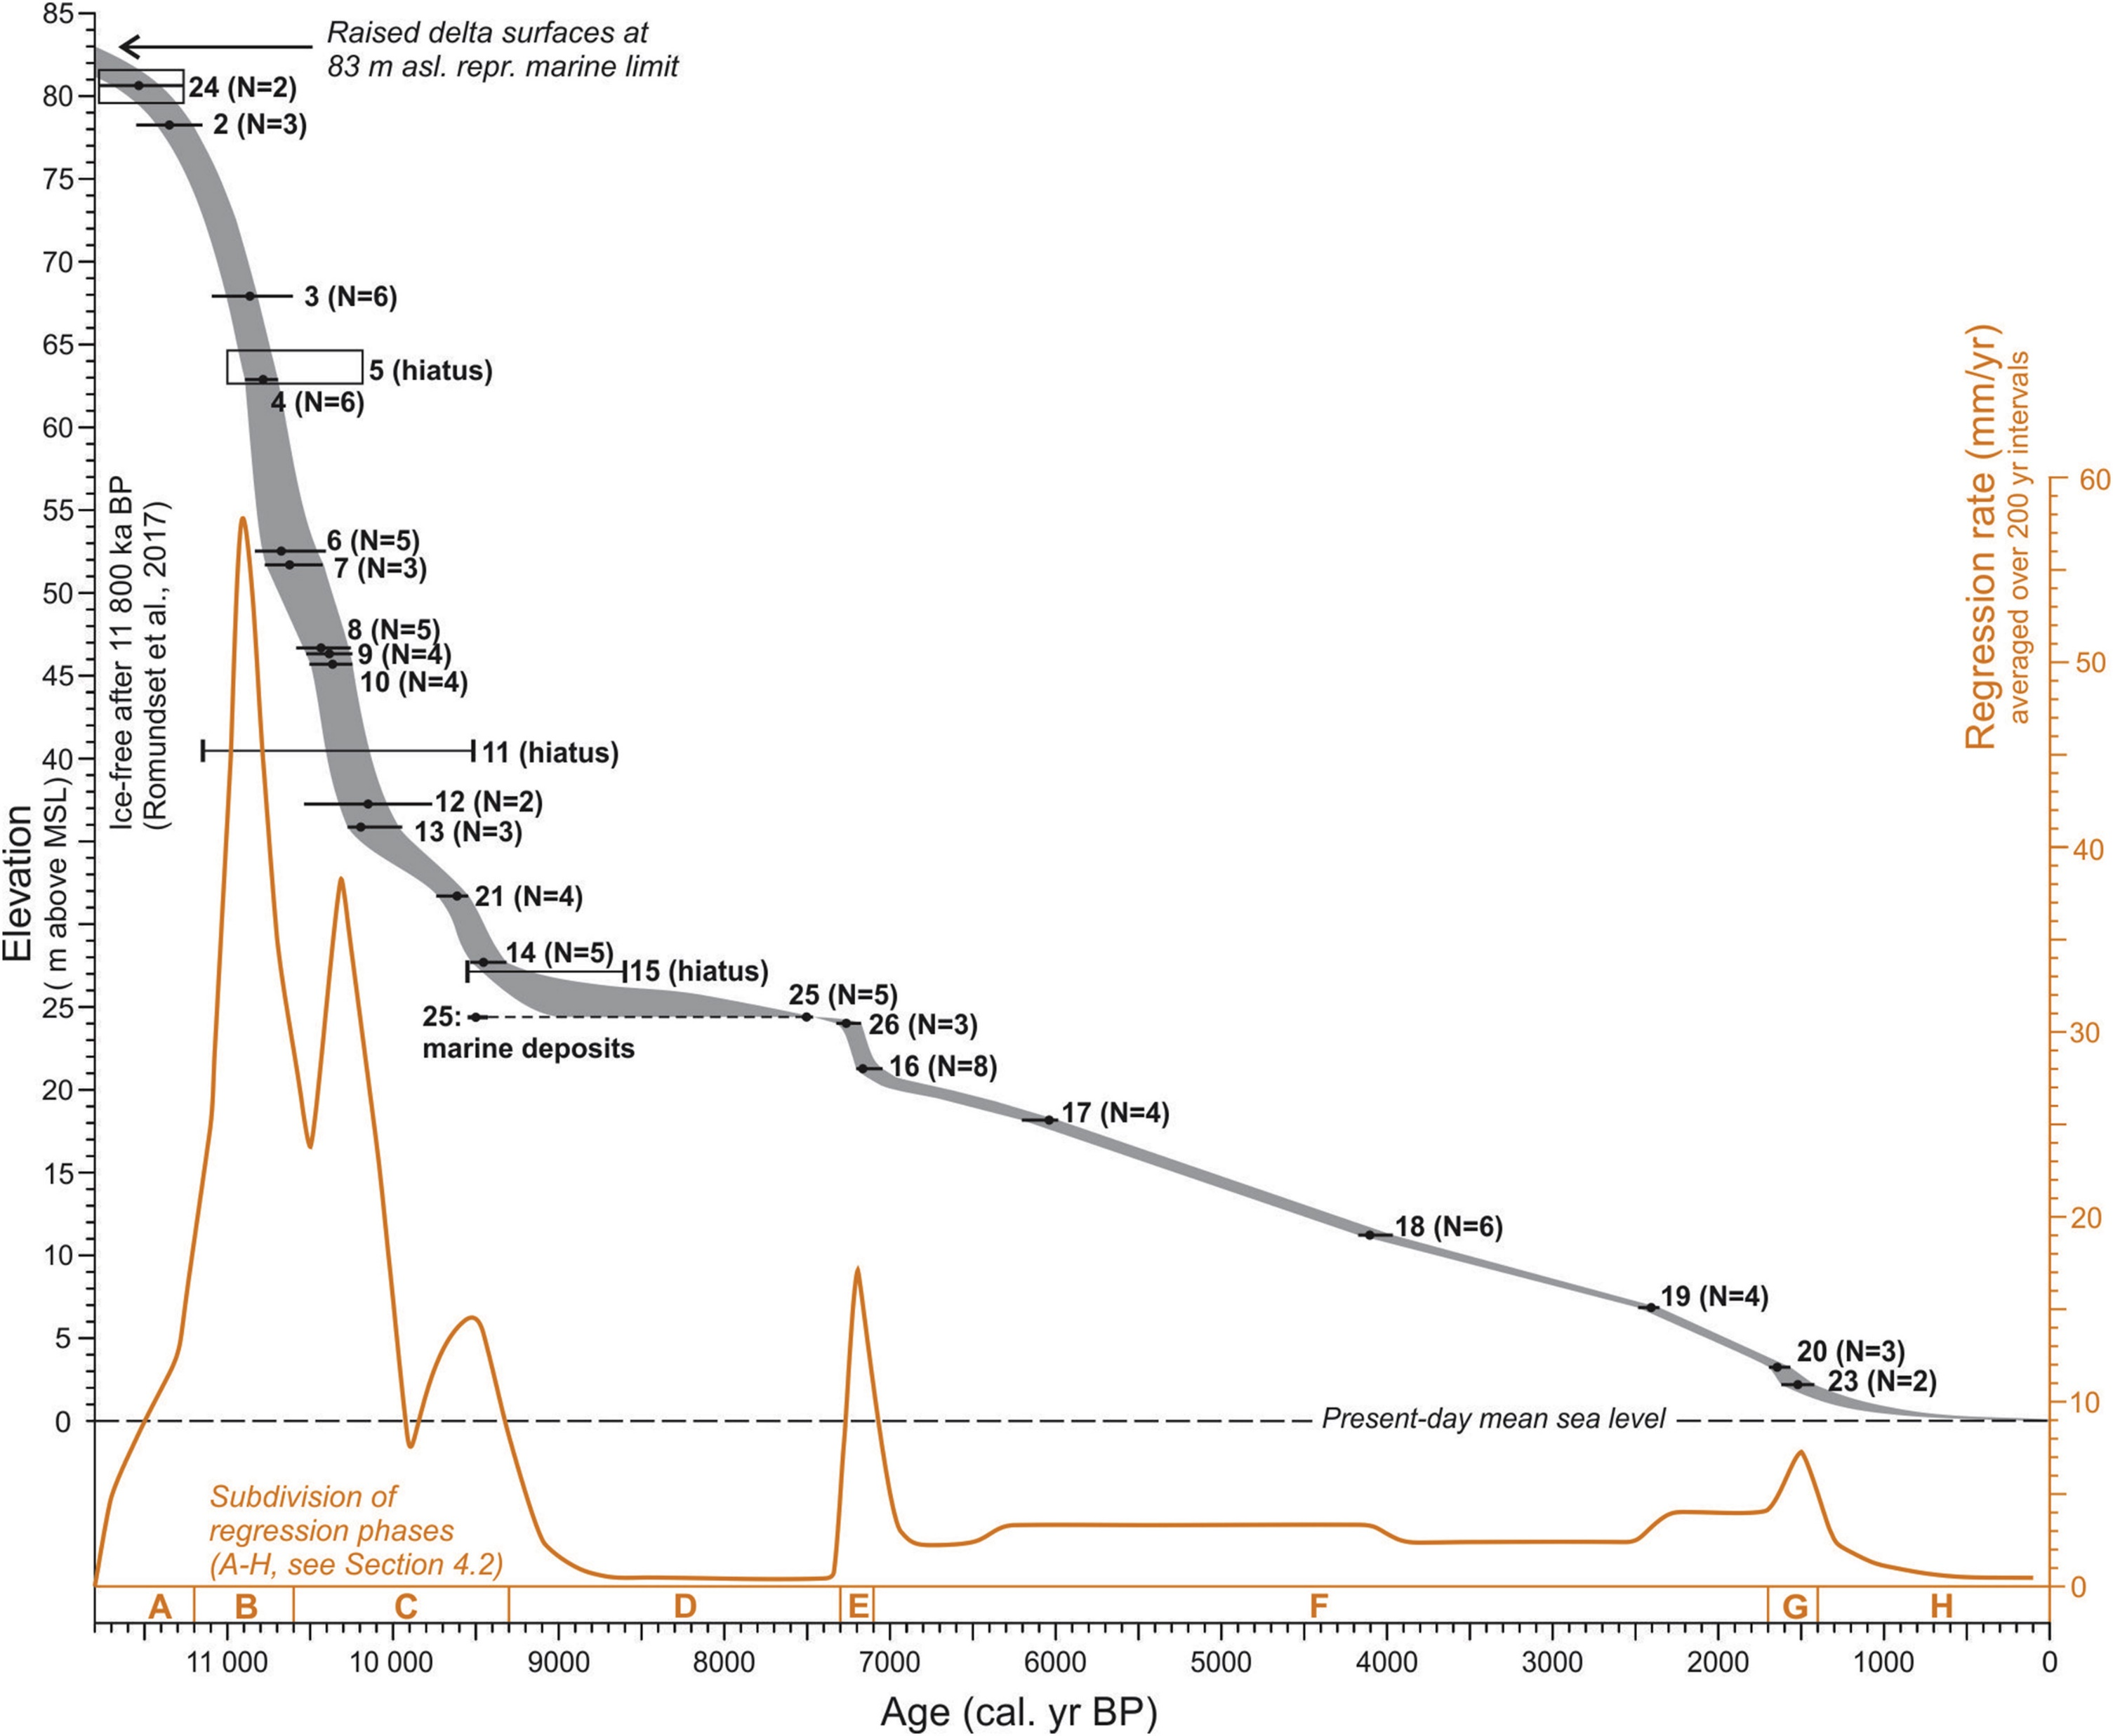 85
80
75
70
65
60
55
50
45
40
25
20
15
10
5
0
Elevation
( m above MSL)
Raised delta surfaces at
83 m asl. repr. marine limit
24 (N=2)
2 (N=3)
3 (N=6)
5 (hiatus)
4 (N=6)
Ice-free after 11 800 ka BP
(Romundset et al., 2017)
6 (N=5)
7 (N=3)
8 (N=5)
9 (N=4)
10 (N=4)
11 (hiatus)
12 (N=2)
13 (N=3)
21 (N=4)
14 (N=5)
15 (hiatus)
25:
marine deposits
25 (N=5)
26 (N=3)
16 (N=8)
17 (N=4)
18 (N=6)
19 (N=4)
20 (N=3)
23 (N=2)
Present-day mean sea level
Regression rate (mm/yr)
averaged over 200 yr intervals
60
50
40
30
20
10
0
Subdivision of
regression phases
(A-H, see Section 4.2)
A B C D E F G H
11 000 10 000 9000 8000 7000 6000 5000 4000 3000 2000 1000 0
Age (cal. yr BP)